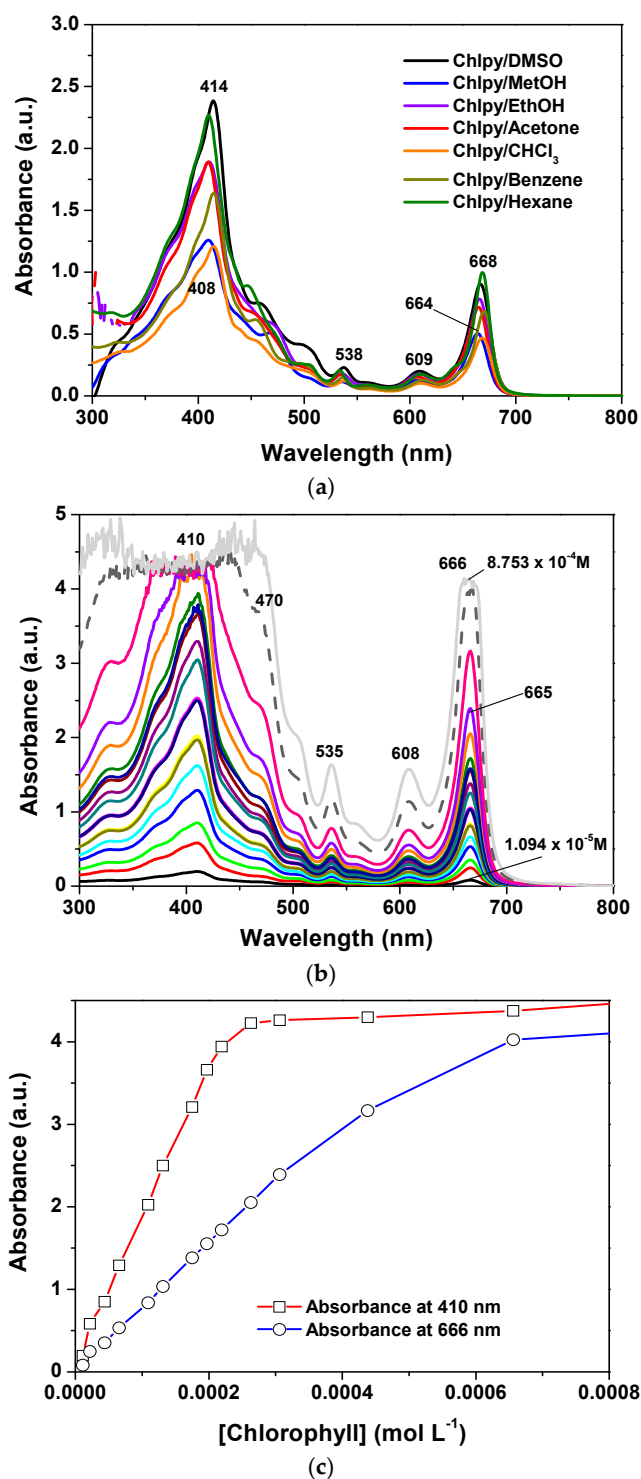 3.0
2.5
2.0
1.5
1.0
0.5
0.0
Absorbance (a.u.)
414
408
538
609
664
668
Chlpy/DMSO
Chlpy/MetOH
Chlpy/EthOH
Chlpy/Acetone
Chlpy/CHCl₃
Chlpy/Benzene
Chlpy/Hexane
300 400 500 600 700 800
Wavelength (nm)
(a)
5
4
3
2
1
0
Absorbance (a.u.)
410
470
535
608
666
8.753 x 10⁻⁴M
665
1.094 x 10⁻⁵M
300 400 500 600 700 800
Wavelength (nm)
(b)
4
3
2
1
0
Absorbance (a.u.)
Absorbance at 410 nm
Absorbance at 666 nm
0.0000 0.0002 0.0004 0.0006 0.0008
[Chlorophyll] (mol L⁻¹)
(c)